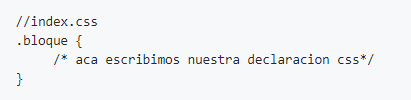 //index.css
.bloque {
/* aca escribimos nuestra declaracion css*/
}